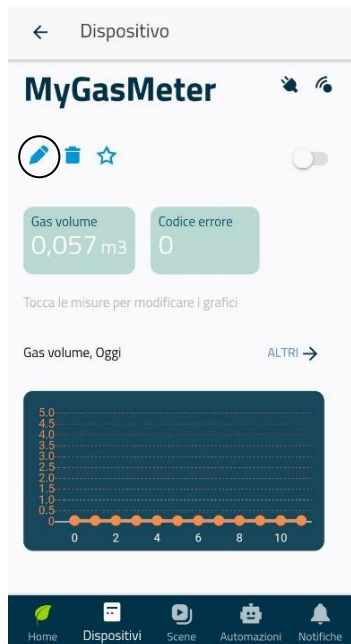 Dispositivo
MyGasMeter
Gas volume
0,057 m3
Codice errore
0
Tocca le misure per modificare i grafici
Gas volume, Oggi
ALTRI
5.0
4.5
4.0
3.5
3.0
2.5
2.0
1.5
1.0
0.5
0
0 2 4 6 8 10
Home Dispositivi Scene Automazioni Notifiche